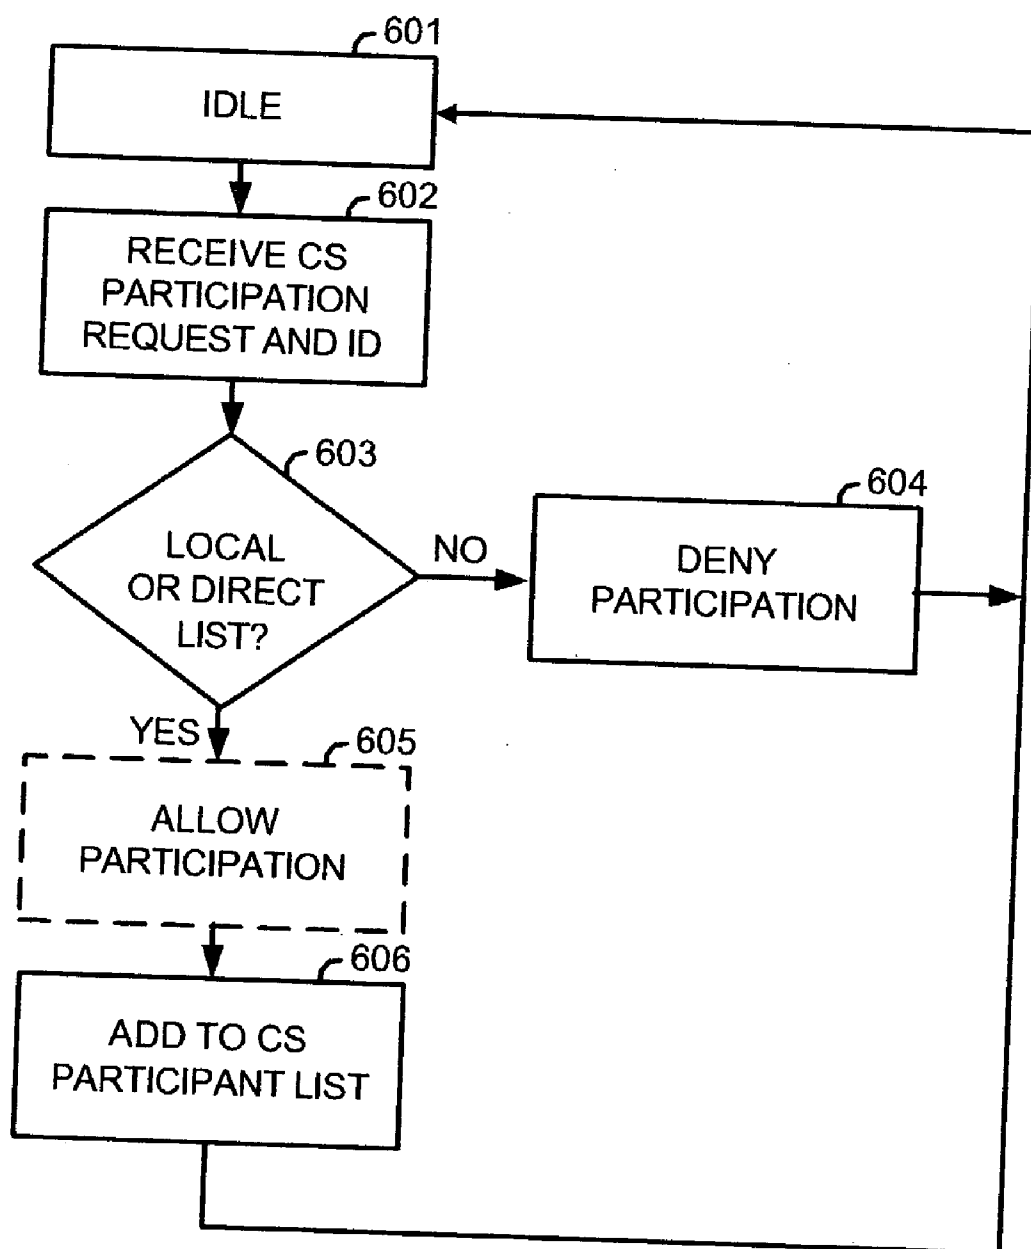 601
IDLE
602
RECEIVE CS
PARTICIPATION
REQUEST AND ID
603
LOCAL
OR DIRECT
LIST?
NO
604
DENY
PARTICIPATION
YES
605
ALLOW
PARTICIPATION
606
ADD TO CS
PARTICIPANT LIST